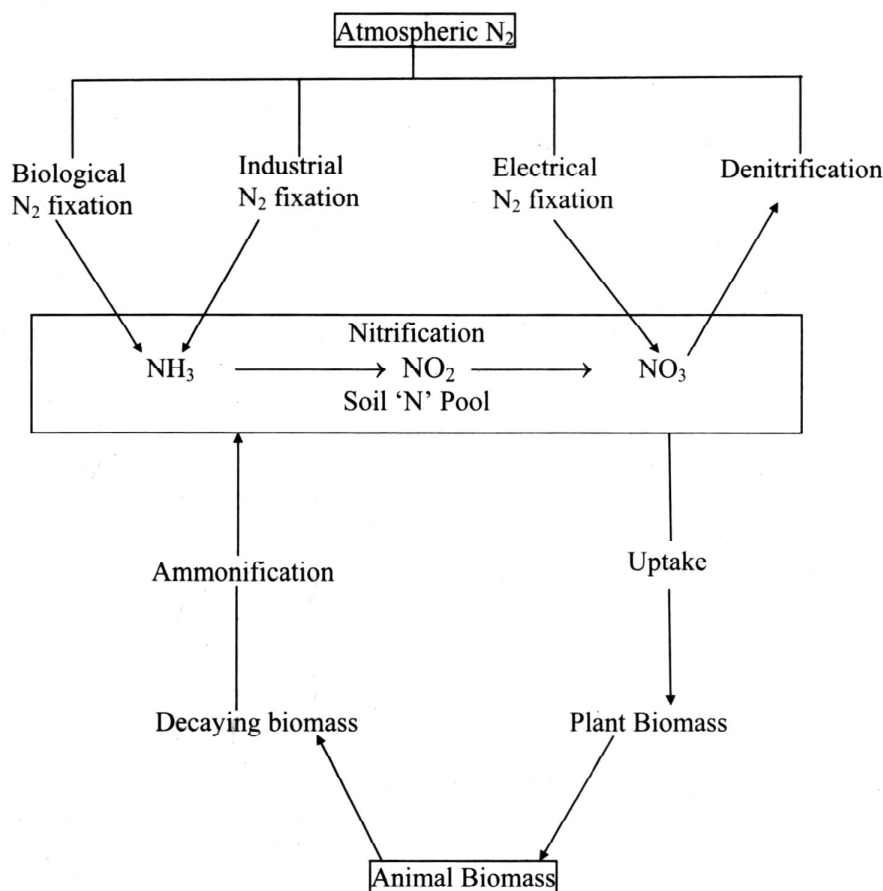 Atmospheric N₂
Biological
N₂ fixation
Industrial
N₂ fixation
Electrical
N₂ fixation
Denitrification
Nitrification
NH₃
NO₂
NO₃
Soil ‘N’ Pool
Ammonification
Uptake
Decaying biomass
Plant Biomass
Animal Biomass